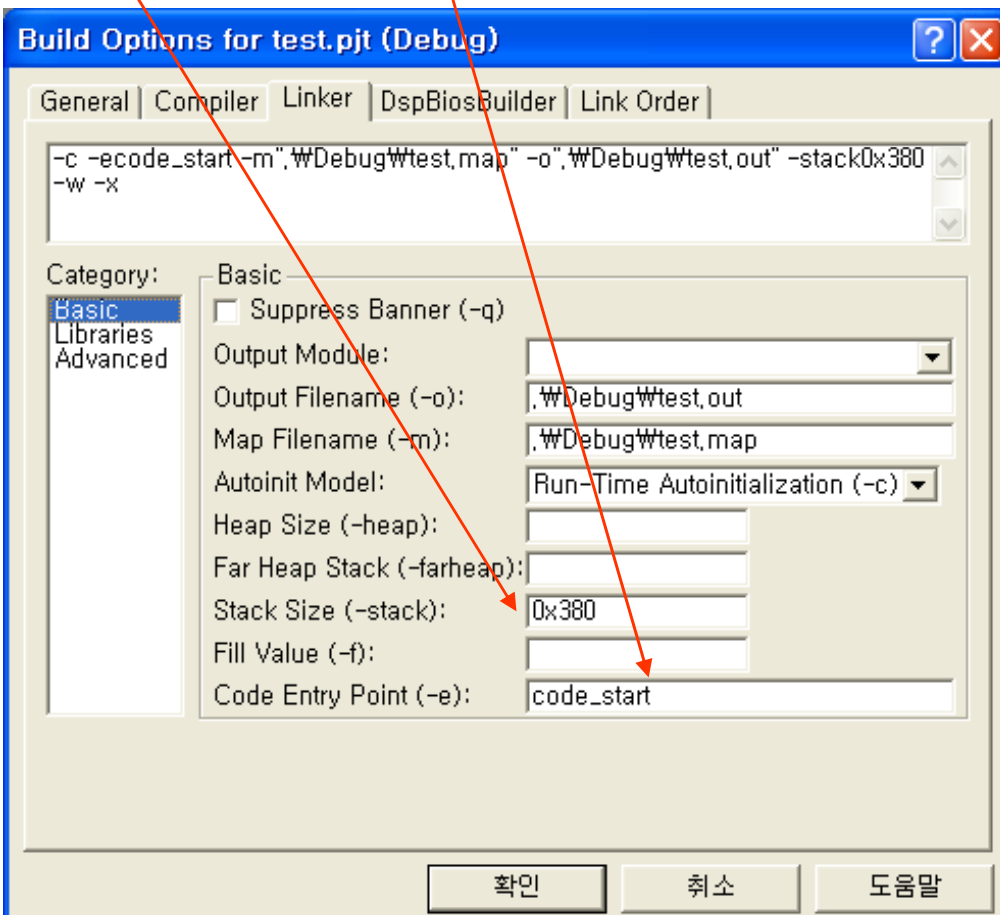 Build Options for test.pjt (Debug)
General Compiler Linker DspBiosBuilder Link Order
-c -ecode_start -m".₩Debug₩test.map" -o".₩Debug₩test.out" -stack0x380
-w -x
Category:
Basic
Libraries
Advanced
Basic
Suppress Banner (-q)
Output Module:
Output Filename (-o): .₩Debug₩test.out
Map Filename (-m): .₩Debug₩test.map
Autoinit Model: Run-Time Autoinitialization (-c)
Heap Size (-heap):
Far Heap Stack (-farheap):
Stack Size (-stack): 0x380
Fill Value (-f):
Code Entry Point (-e): code_start
확인 취소 도움말